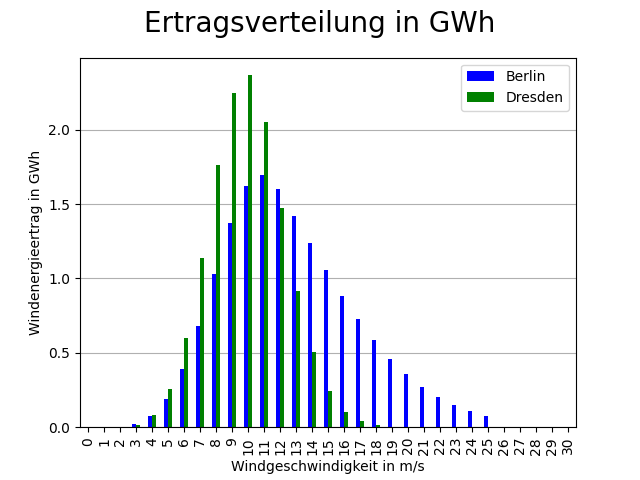 Ertragsverteilung in GWh
Berlin
Dresden
Windenergieertrag in GWh
2.0
1.5
1.0
0.5
0.0
0 1 2 3 4 5 6 7 8 9 10 11 12 13 14 15 16 17 18 19 20 21 22 23 24 25 26 27 28 29 30
Windgeschwindigkeit in m/s